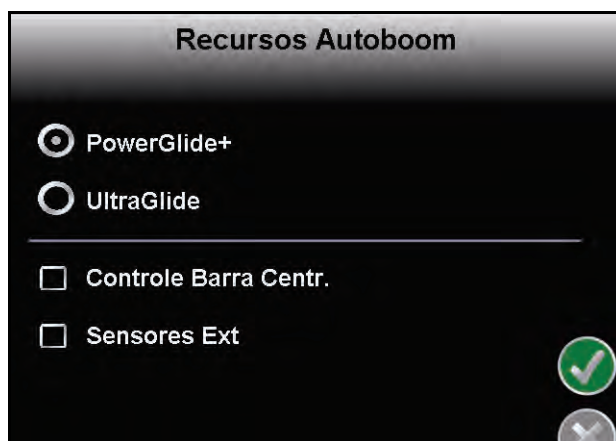 Recursos Autoboom
PowerGlide+
UltraGlide
Controle Barra Centr.
Sensores Ext